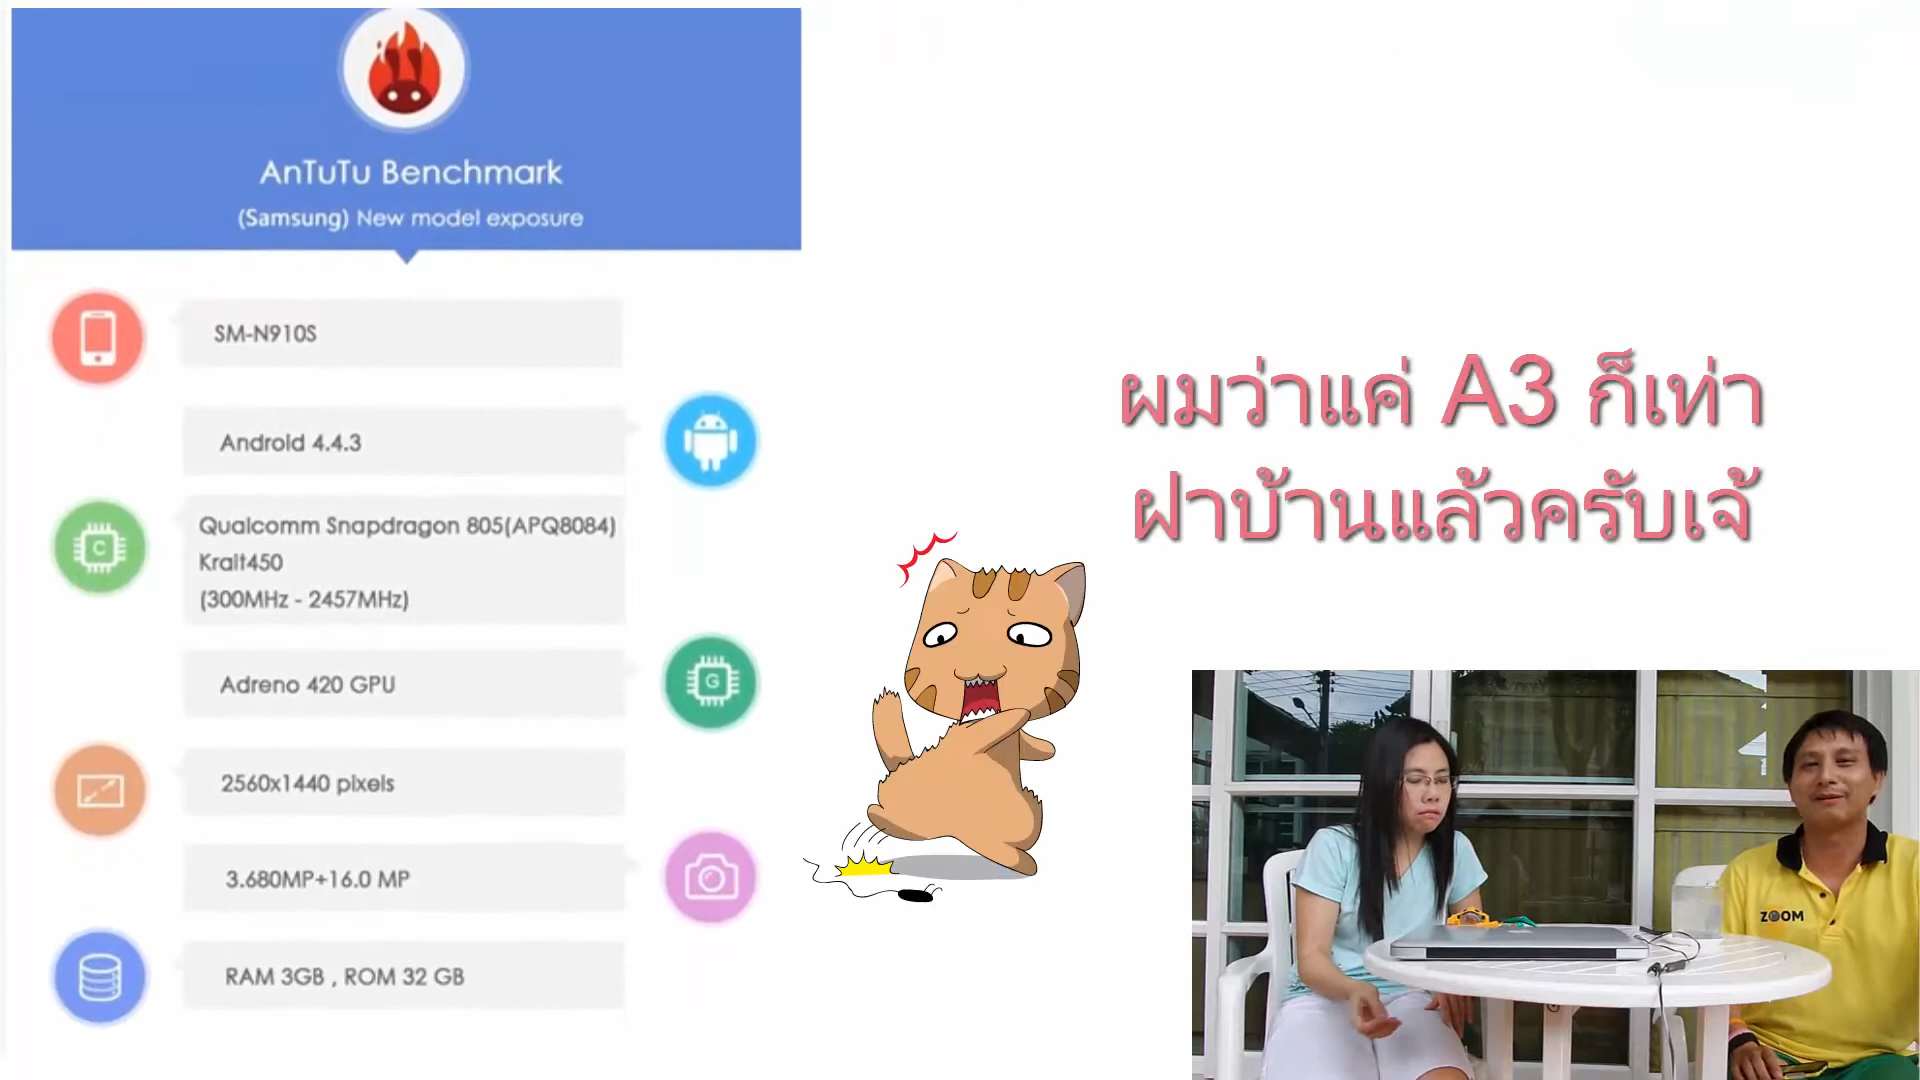 AnTuTu Benchmark
(Samsung) New model exposure
SM-N910S
Android 4.4.3
Qualcomm Snapdragon 805(APQ8084)
Krait450
(300MHz - 2457MHz)
C
Adreno 420 GPU
G
2560x1440 pixels
3.680MP+16.0 MP
RAM 3GB , ROM 32 GB
ผมว่าแค่ A3 ก็เท่า
ฝาบ้านแล้วครับเจ้
ZOOM